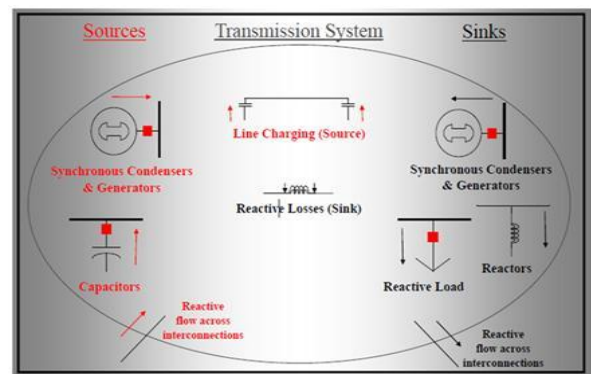 Sources
Transmission System
Sinks
Line Charging (Source)
Synchronous Condensers
& Generators
Synchronous Condensers
& Generators
Reactive Losses (Sink)
Capacitors
Reactive Load
Reactors
Reactive
flow across
interconnections
Reactive
flow across
interconnections